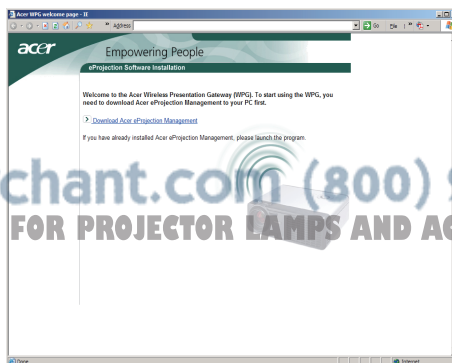 Acer WPG welcome page - IE
Address
Go
File
acer
Empowering People
eProjection Software Installation
Welcome to the Acer Wireless Presentation Gateway (WPG). To start using the WPG, you
need to download Acer eProjection Management to your PC first.
Download Acer eProjection Management
If you have already installed Acer eProjection Management, please launch the program.
chant.com (800)
FOR PROJECTOR LAMPS AND AC
Done
Internet